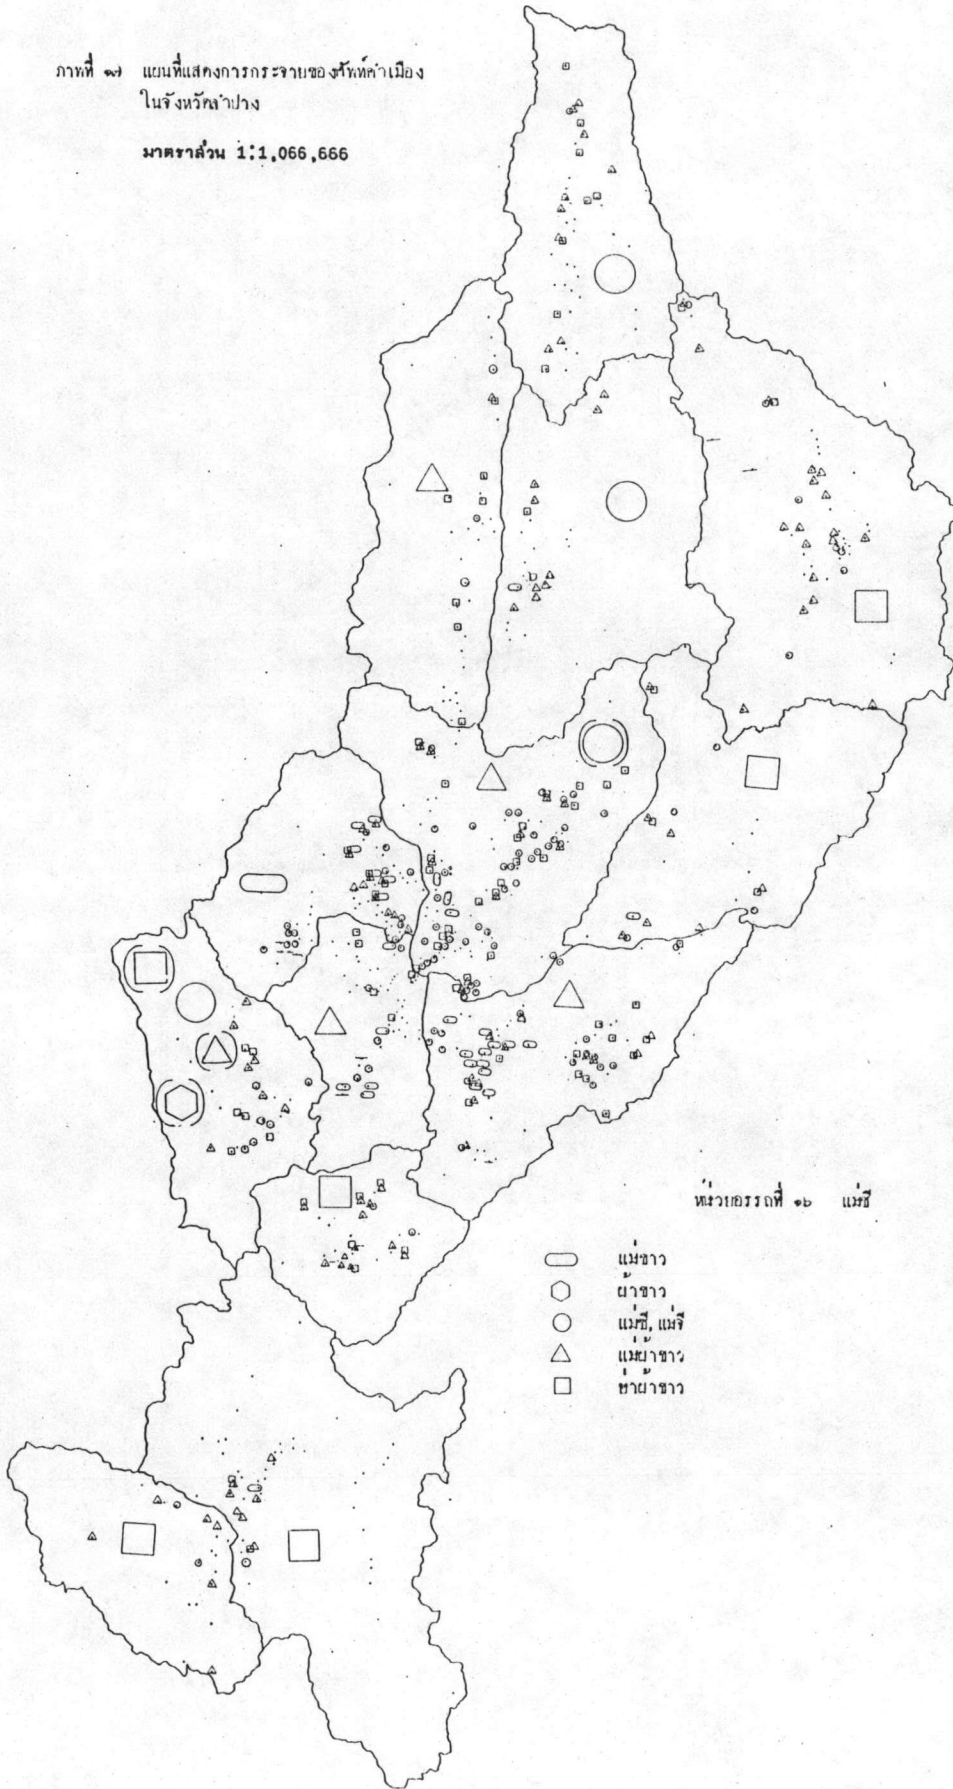 ภาพที่ ๑๗ แผนที่แสดงการกระจายของศัพท์คำเมือง
ในจังหวัดลำปาง
มาตราส่วน 1:1,066,666
หน่วยอรรถที่ ๑๖ แม่ชี
แม่ขาว
ผ้าขาว
แม่ชี, แม่จี
แม่ผ้าขาว
ย่าผ้าขาว